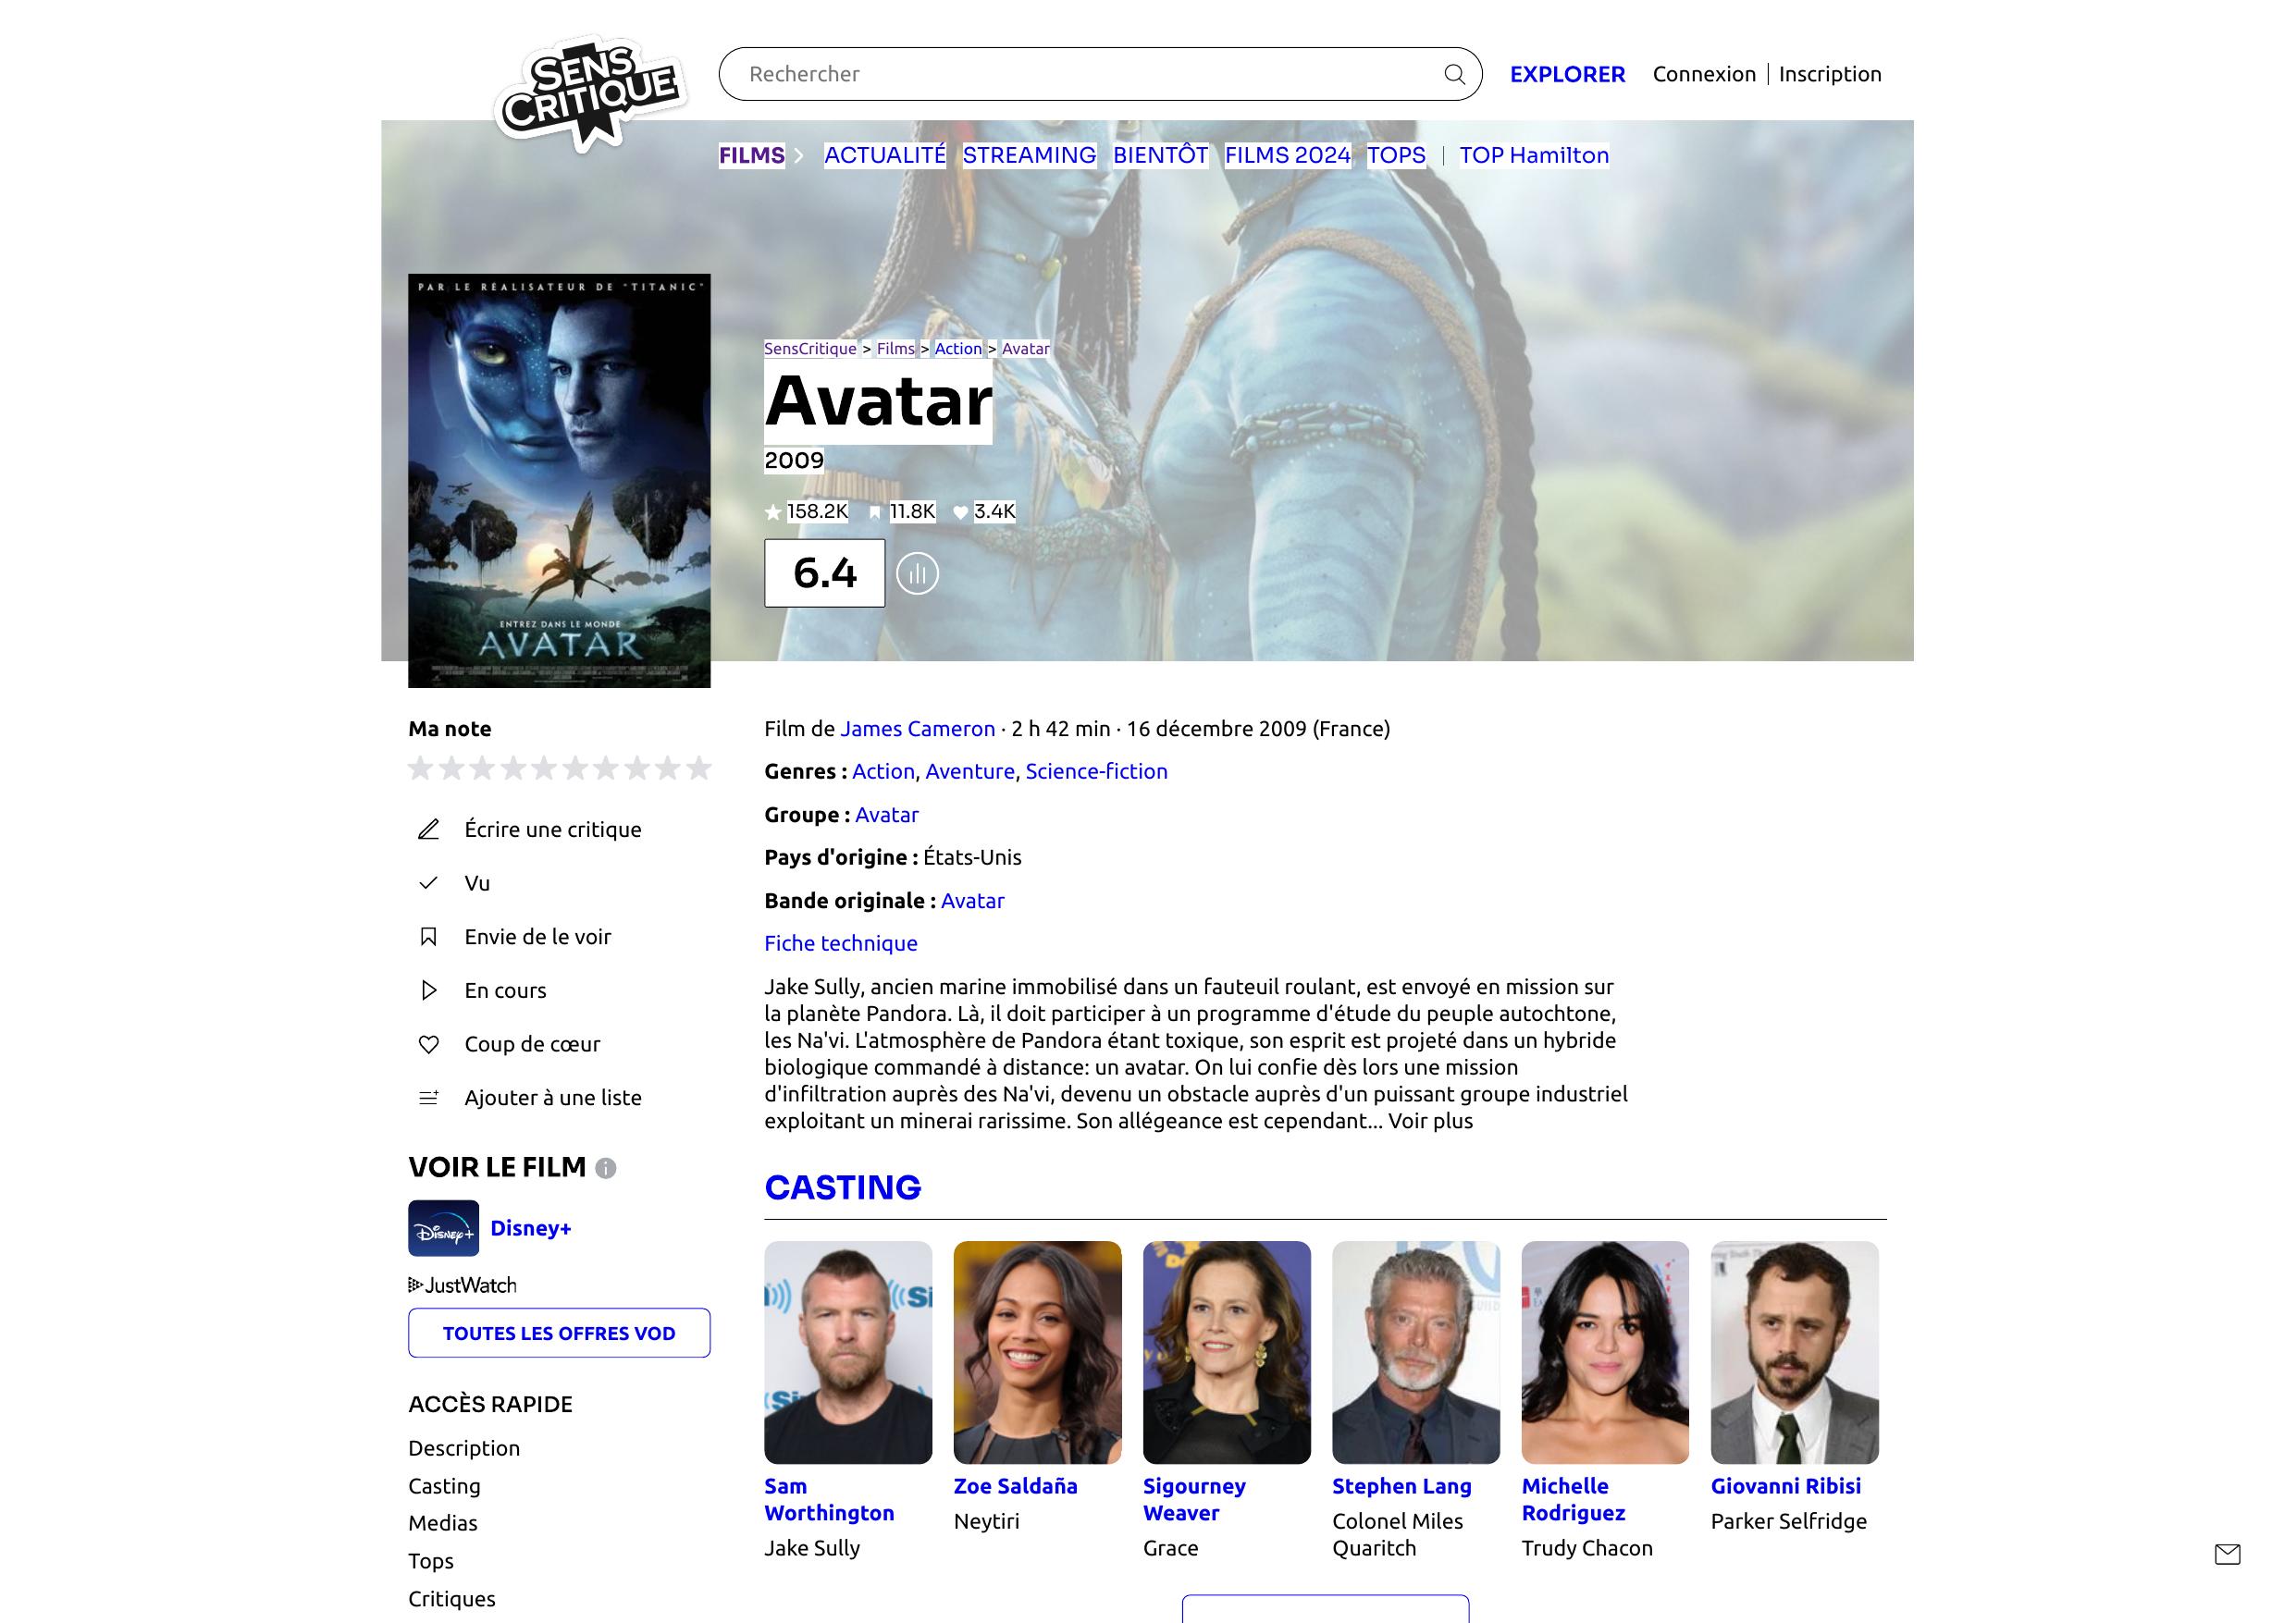 SENS
CRITIQUE
Rechercher
EXPLORER
Connexion
Inscription
FILMS
ACTUALITÉ
STREAMING
BIENTÔT
FILMS 2024
TOPS
TOP Hamilton
PAR LE RÉALISATEUR DE "TITANIC"
ENTREZ DANS LE MONDE
AVATAR
SensCritique > Films > Action > Avatar
Avatar
2009
158.2K
11.8K
3.4K
6.4
Ma note
Écrire une critique
Vu
Envie de le voir
En cours
Coup de cœur
Ajouter à une liste
VOIR LE FILM
Disney+
Disney+
JustWatch
TOUTES LES OFFRES VOD
ACCÈS RAPIDE
Description
Casting
Medias
Tops
Critiques
Film de James Cameron · 2 h 42 min · 16 décembre 2009 (France)
Genres : Action, Aventure, Science-fiction
Groupe : Avatar
Pays d'origine : États-Unis
Bande originale : Avatar
Fiche technique
Jake Sully, ancien marine immobilisé dans un fauteuil roulant, est envoyé en mission sur
la planète Pandora. Là, il doit participer à un programme d'étude du peuple autochtone,
les Na'vi. L'atmosphère de Pandora étant toxique, son esprit est projeté dans un hybride
biologique commandé à distance: un avatar. On lui confie dès lors une mission
d'infiltration auprès des Na'vi, devenu un obstacle auprès d'un puissant groupe industriel
exploitant un minerai rarissime. Son allégeance est cependant... Voir plus
CASTING
Sam
Worthington
Jake Sully
Zoe Saldaña
Neytiri
Sigourney
Weaver
Grace
Stephen Lang
Colonel Miles
Quaritch
Michelle
Rodriguez
Trudy Chacon
Giovanni Ribisi
Parker Selfridge